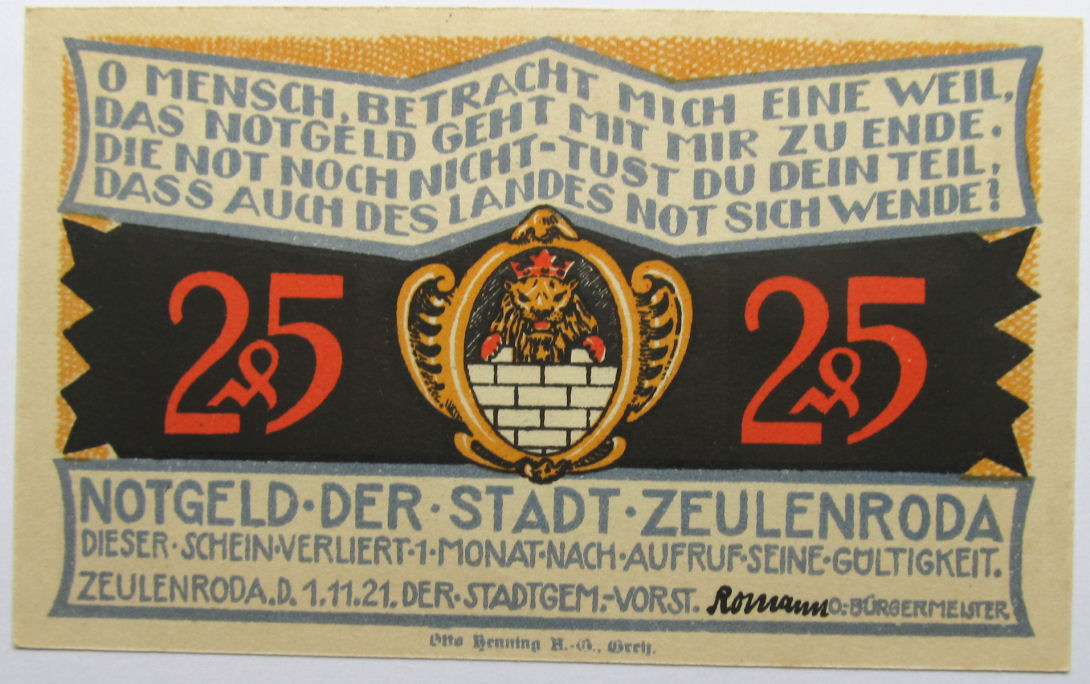 O MENSCH, BETRACHT MICH EINE WEIL,
DAS NOTGELD GEHT MIT MIR ZU ENDE.
DIE NOT NOCH NICHT-TUST DU DEIN TEIL,
DASS AUCH DES LANDES NOT SICH WENDE?
25 ₰ 25 ₰
NOTGELD·DER·STADT·ZEULENRODA
DIESER·SCHEIN·VERLIERT·1·MONAT·NACH·AUFRUF·SEINE·GÜLTIGKEIT.
ZEULENRODA.D. 1.11.21. DER·STADTGEM.-VORST. Romann O.-BÜRGERMEISTER.
Otto Henning A.-G., Greiz.